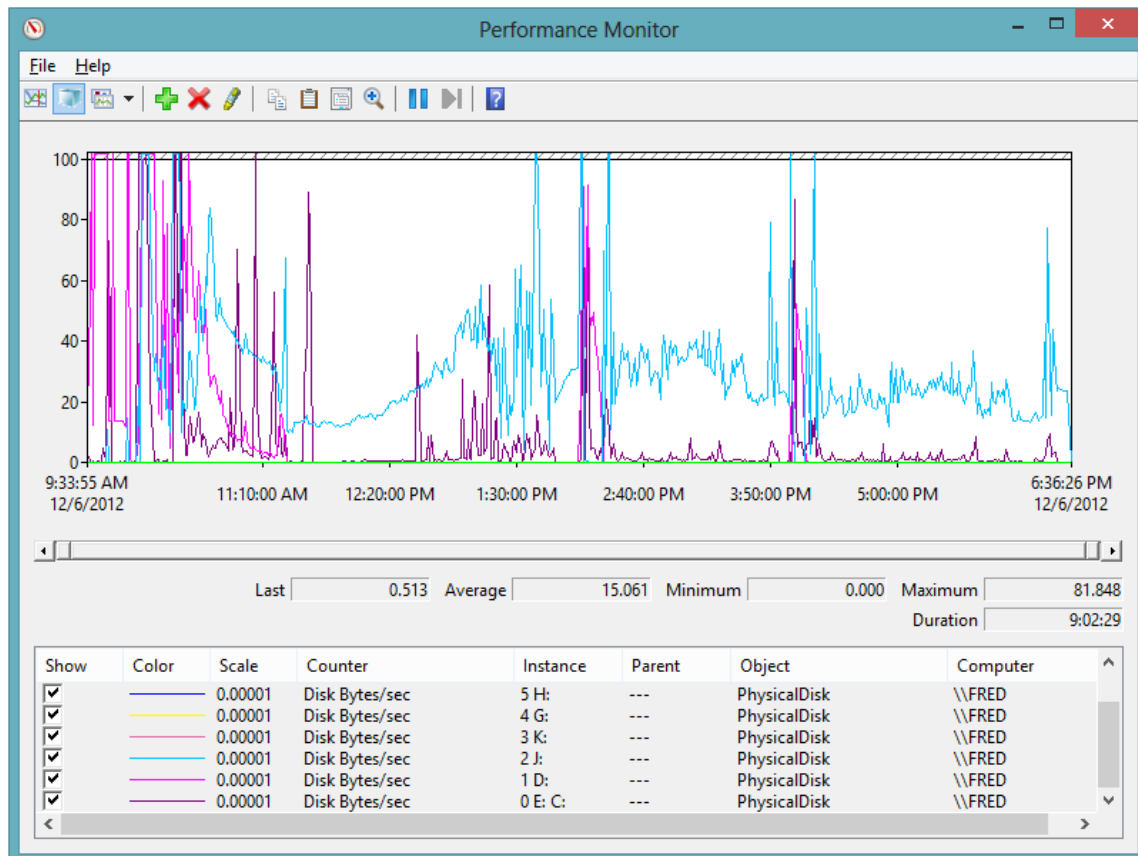 Performance Monitor
File Help
100
80
60
40
20
0
9:33:55 AM 11:10:00 AM 12:20:00 PM 1:30:00 PM 2:40:00 PM 3:50:00 PM 5:00:00 PM 6:36:26 PM
12/6/2012 12/6/2012
Last 0.513 Average 15.061 Minimum 0.000 Maximum 81.848
Duration 9:02:29
Show Color Scale Counter Instance Parent Object Computer
0.00001 Disk Bytes/sec 5 H: --- PhysicalDisk \\FRED
0.00001 Disk Bytes/sec 4 G: --- PhysicalDisk \\FRED
0.00001 Disk Bytes/sec 3 K: --- PhysicalDisk \\FRED
0.00001 Disk Bytes/sec 2 J: --- PhysicalDisk \\FRED
0.00001 Disk Bytes/sec 1 D: --- PhysicalDisk \\FRED
0.00001 Disk Bytes/sec 0 E: C: --- PhysicalDisk \\FRED